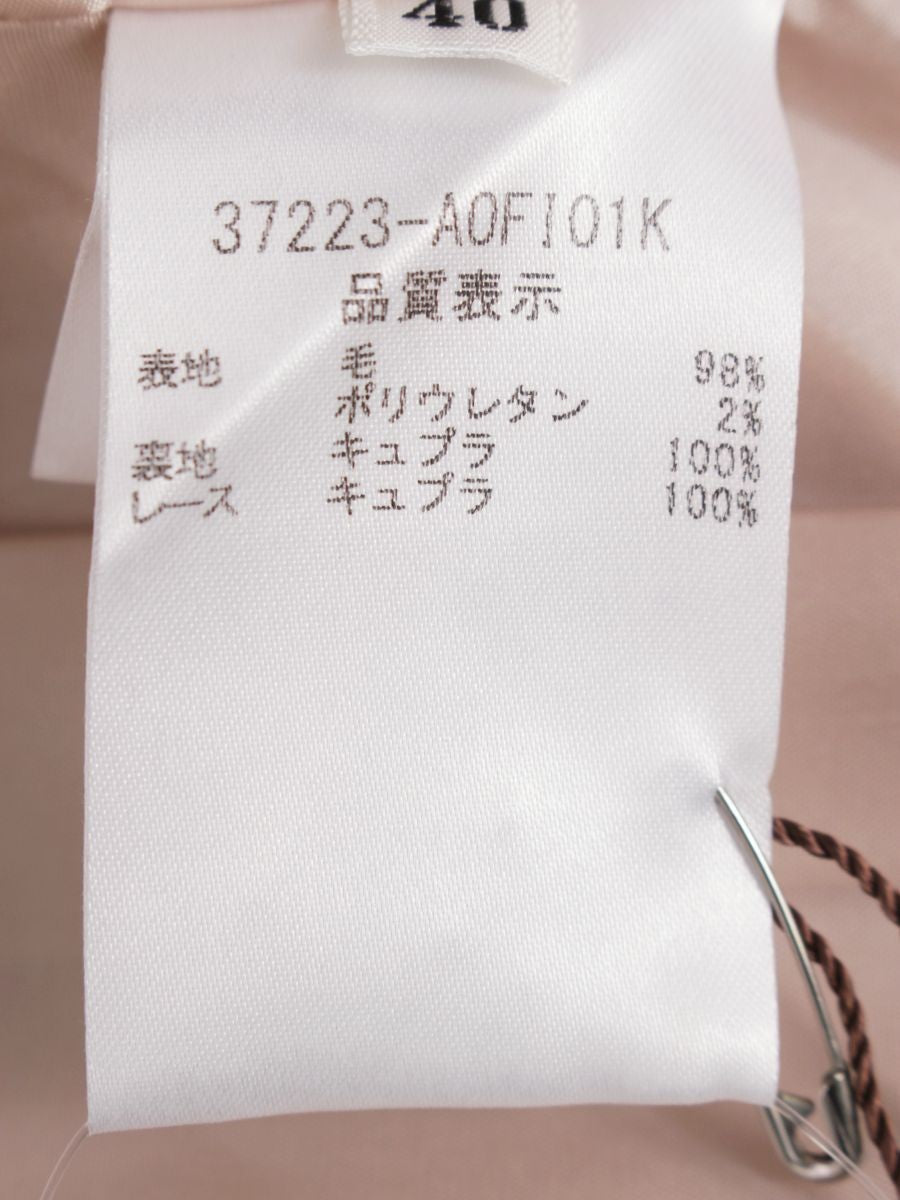 40
37223-A0FI01K
品質表示
表地 毛 98%
ポリウレタン 2%
裏地 キュプラ 100%
レース キュプラ 100%